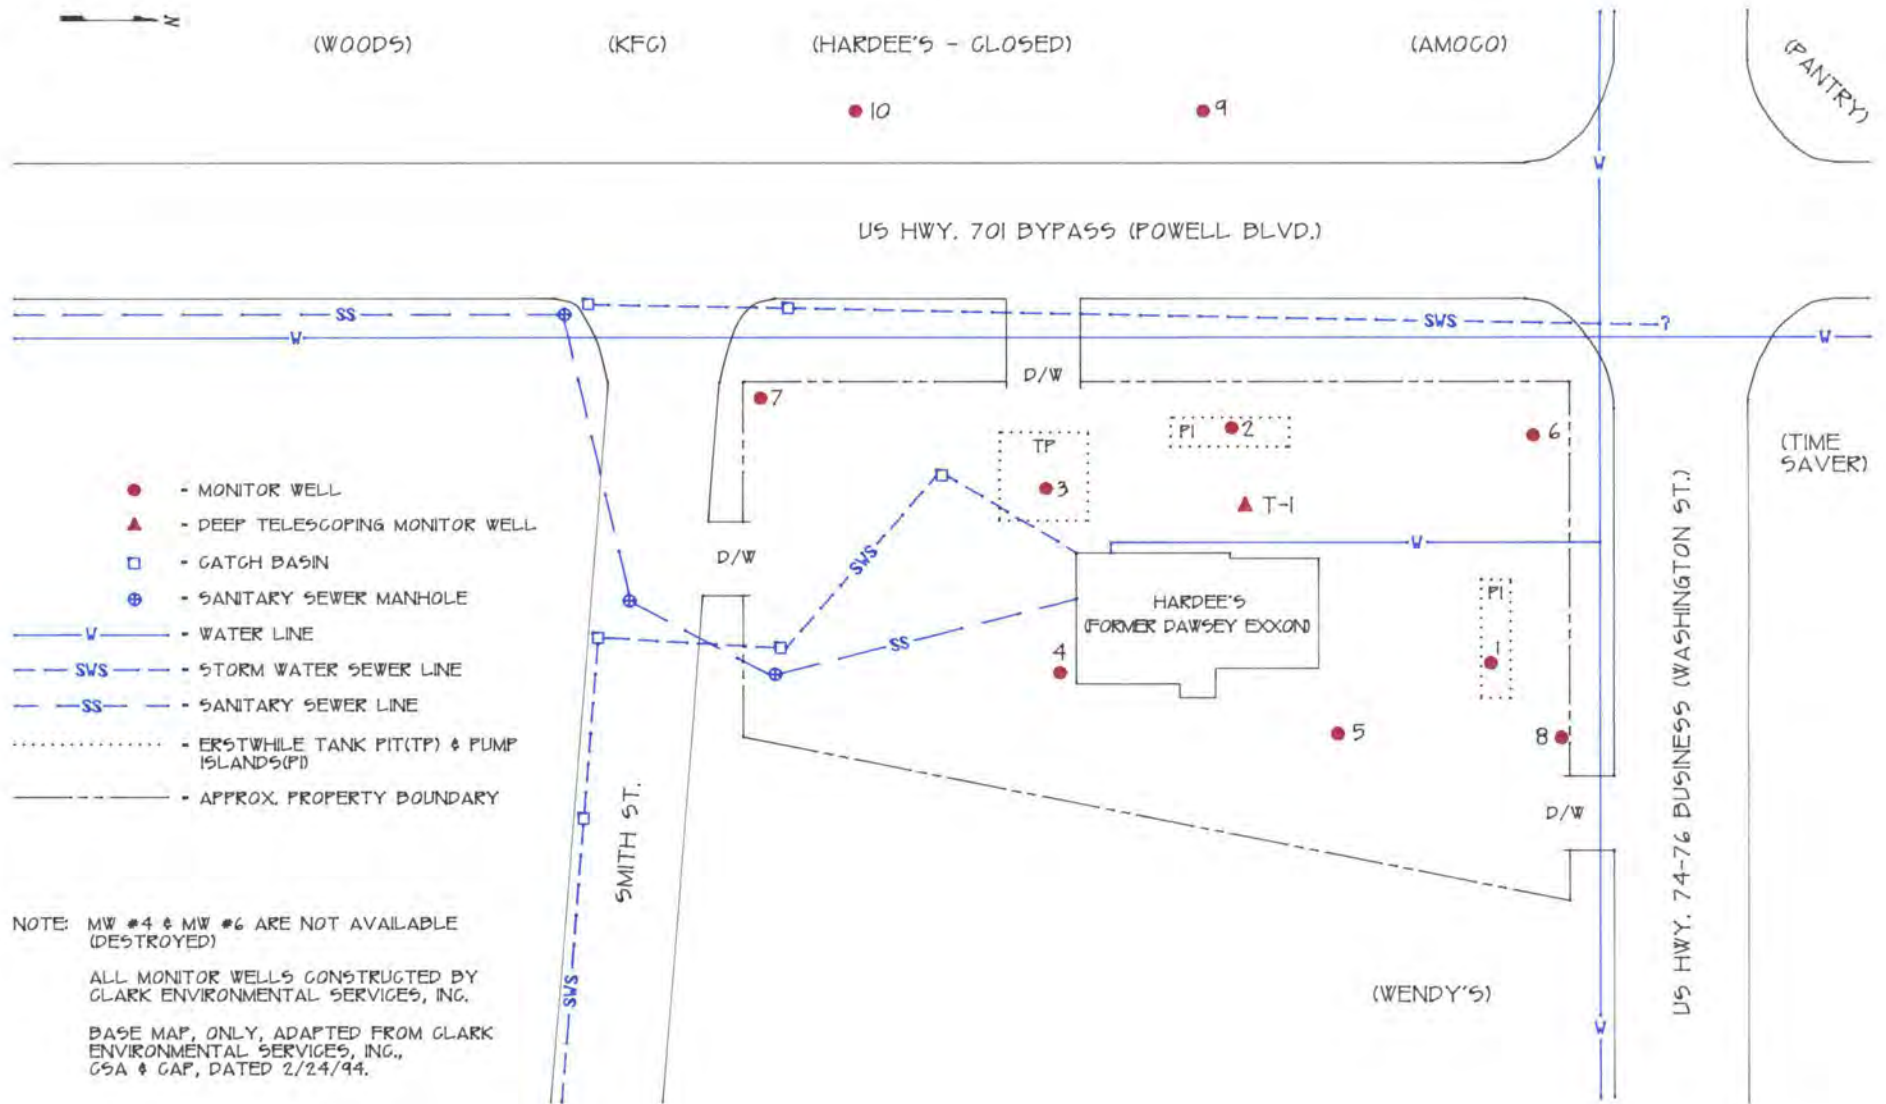 N
(WOODS)
(KFC)
(HARDEE'S - CLOSED)
(AMOCO)
(PANTRY)
10
9
W
US HWY. 701 BYPASS (POWELL BLVD.)
SS
SWS
?
W
W
D/W
7
TP
3
PI
2
6
(TIME
SAVER)
T-1
- MONITOR WELL
- DEEP TELESCOPING MONITOR WELL
- CATCH BASIN
- SANITARY SEWER MANHOLE
W - WATER LINE
SWS - STORM WATER SEWER LINE
SS - SANITARY SEWER LINE
- ERSTWHILE TANK PIT(TP) & PUMP
ISLANDS(PI)
- APPROX. PROPERTY BOUNDARY
D/W
SWS
W
HARDEE'S
(FORMER DAWSEY EXXON)
PI
1
SS
4
5
8
D/W
SMITH ST.
US HWY. 74-76 BUSINESS (WASHINGTON ST.)
NOTE: MW #4 & MW #6 ARE NOT AVAILABLE
(DESTROYED)
ALL MONITOR WELLS CONSTRUCTED BY
CLARK ENVIRONMENTAL SERVICES, INC.
BASE MAP, ONLY, ADAPTED FROM CLARK
ENVIRONMENTAL SERVICES, INC.,
CSA & CAP, DATED 2/24/94.
SWS
(WENDY'S)
W